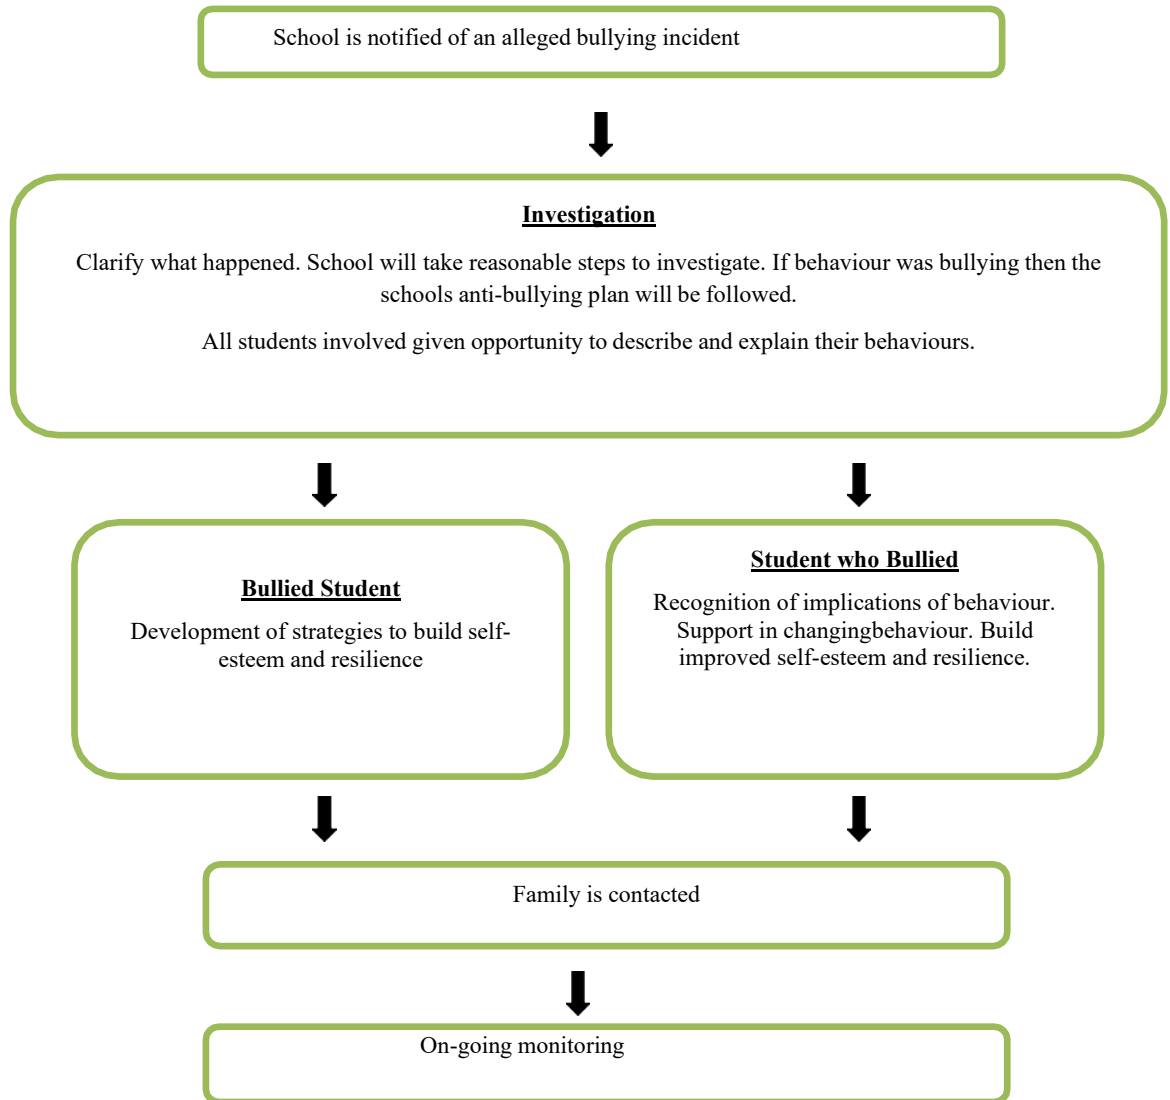 School is notified of an alleged bullying incident
Investigation
Clarify what happened. School will take reasonable steps to investigate. If behaviour was bullying then the
schools anti-bullying plan will be followed.
All students involved given opportunity to describe and explain their behaviours.
Bullied Student
Development of strategies to build self-
esteem and resilience
Student who Bullied
Recognition of implications of behaviour.
Support in changingbehaviour. Build
improved self-esteem and resilience.
Family is contacted
On-going monitoring